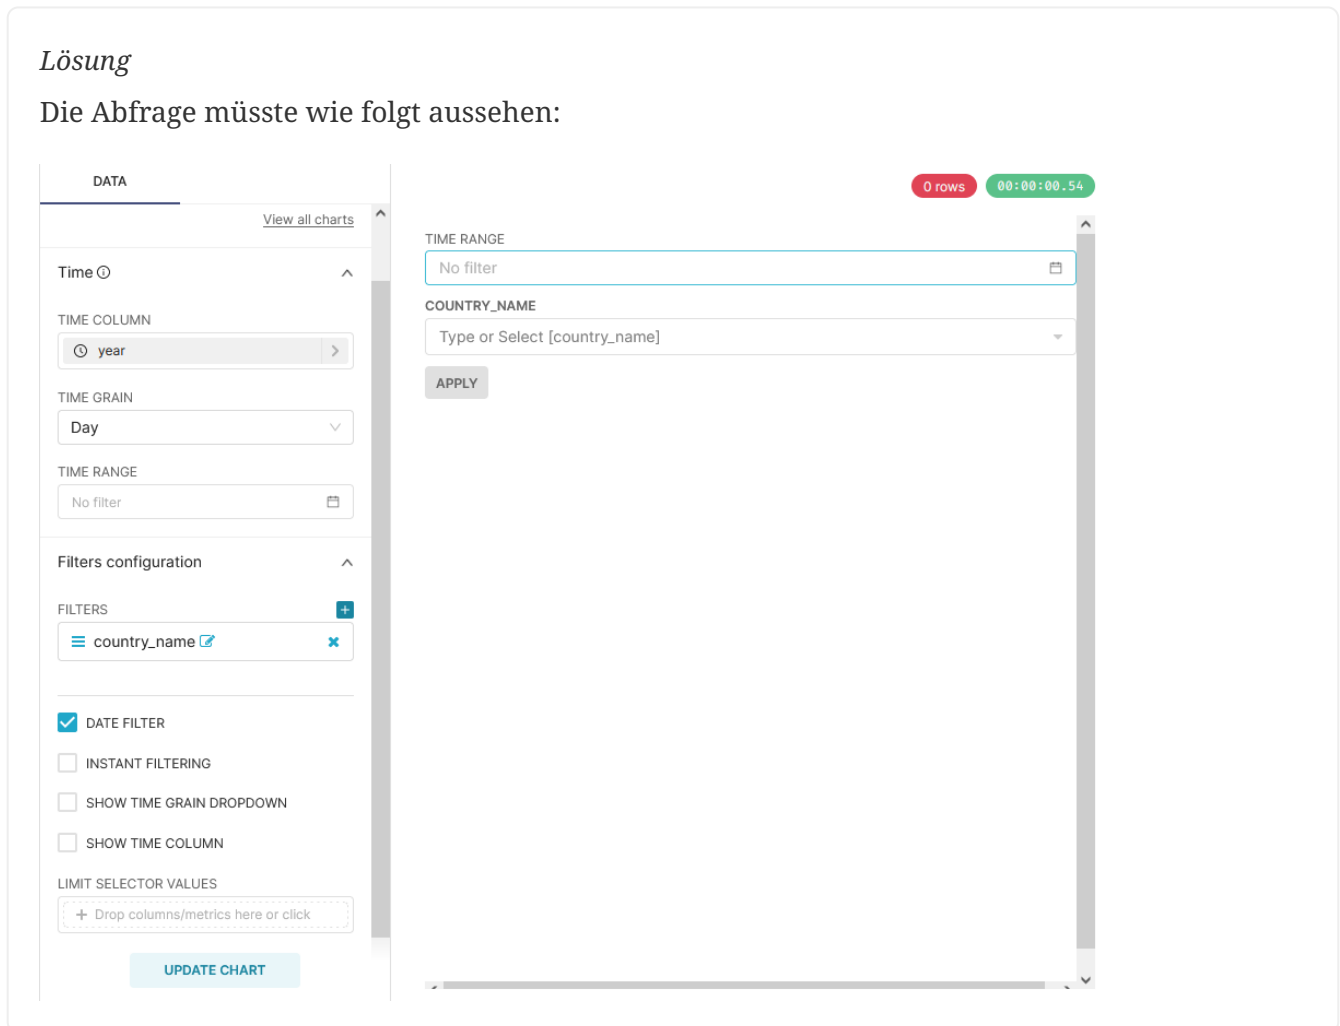 Lösung
Die Abfrage müsste wie folgt aussehen:
DATA
View all charts
Time
TIME COLUMN
year
TIME GRAIN
Day
TIME RANGE
No filter
Filters configuration
FILTERS
country_name
DATE FILTER
INSTANT FILTERING
SHOW TIME GRAIN DROPDOWN
SHOW TIME COLUMN
LIMIT SELECTOR VALUES
+ Drop columns/metrics here or click
UPDATE CHART
0 rows 00:00:00.54
TIME RANGE
No filter
COUNTRY_NAME
Type or Select [country_name]
APPLY